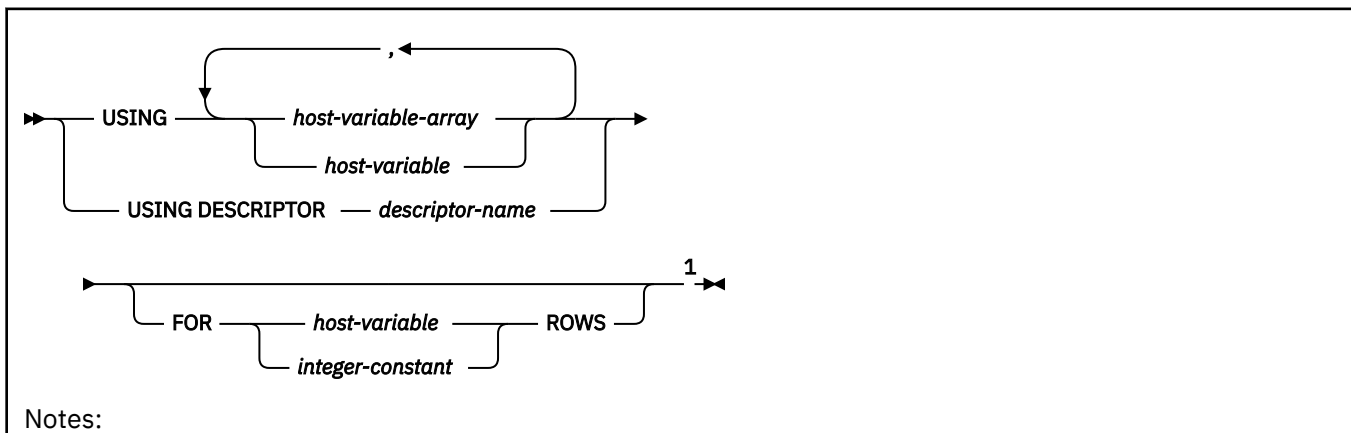 ,
USING host-variable-array
host-variable
USING DESCRIPTOR descriptor-name
1
FOR host-variable ROWS
integer-constant
Notes: